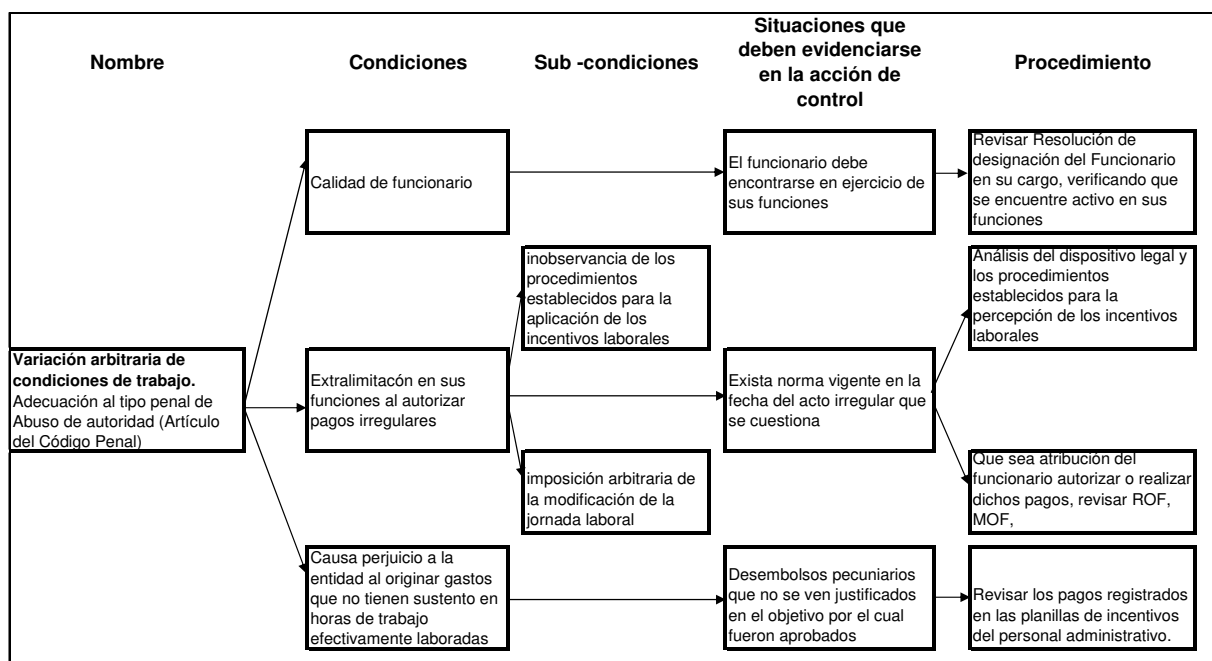 Nombre
Condiciones
Sub -condiciones
Situaciones que
deben evidenciarse
en la acción de
control
Procedimiento
Calidad de funcionario
El funcionario debe
encontrarse en ejercicio de
sus funciones
Revisar Resolución de
designación del Funcionario
en su cargo, verificando que
se encuentre activo en sus
funciones
inobservancia de los
procedimientos
establecidos para la
aplicación de los
incentivos laborales
Análisis del dispositivo legal y
los procedimientos
establecidos para la
percepción de los incentivos
laborales
Variación arbitraria de
condiciones de trabajo.
Adecuación al tipo penal de
Abuso de autoridad (Artículo
del Código Penal)
Extralimitacón en sus
funciones al autorizar
pagos irregulares
Exista norma vigente en la
fecha del acto irregular que
se cuestiona
imposición arbitraria de
la modificación de la
jornada laboral
Que sea atribución del
funcionario autorizar o realizar
dichos pagos, revisar ROF,
MOF,
Causa perjuicio a la
entidad al originar gastos
que no tienen sustento en
horas de trabajo
efectivamente laboradas
Desembolsos pecuniarios
que no se ven justificados
en el objetivo por el cual
fueron aprobados
Revisar los pagos registrados
en las planillas de incentivos
del personal administrativo.